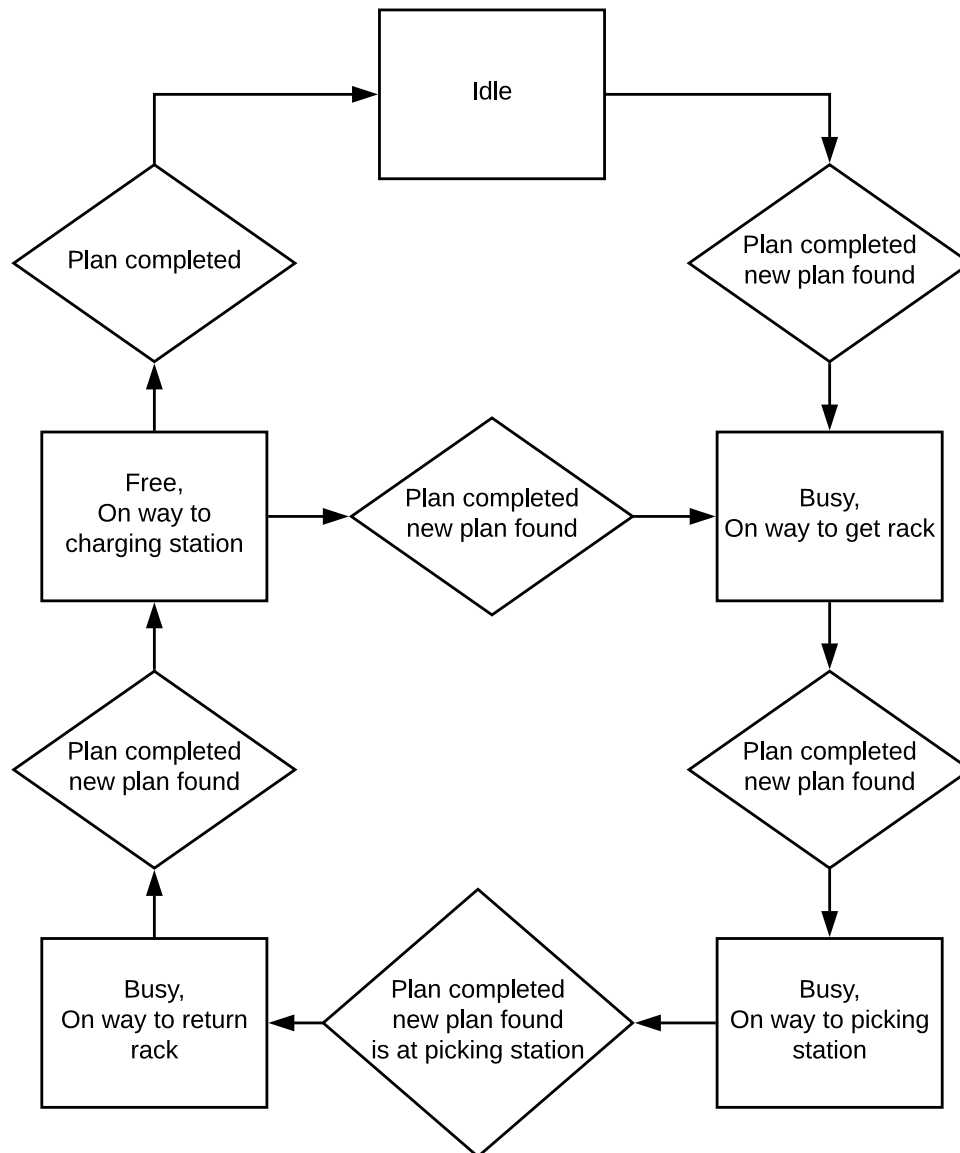 Idle
Plan completed
Plan completed
new plan found
Free,
On way to
charging station
Plan completed
new plan found
Busy,
On way to get rack
Plan completed
new plan found
Plan completed
new plan found
Busy,
On way to return
rack
Plan completed
new plan found
is at picking station
Busy,
On way to picking
station